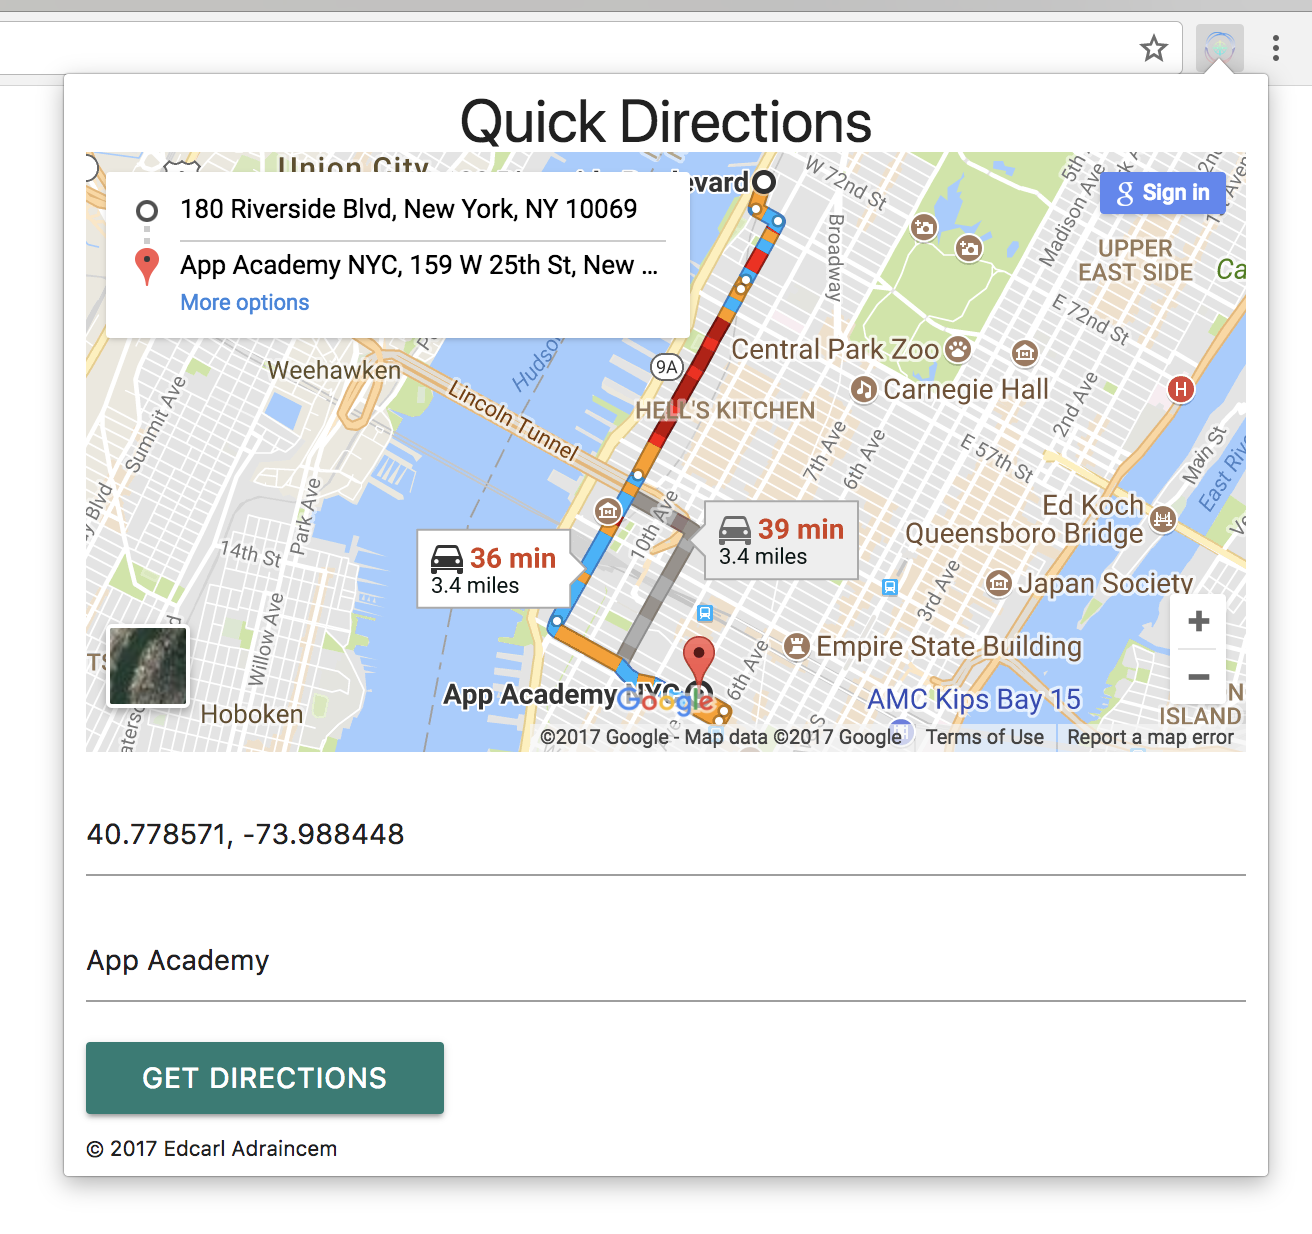 Quick Directions
Union City
180 Riverside Blvd, New York, NY 10069
App Academy NYC, 159 W 25th St, New ...
More options
evard
W 72nd St
5th
Madison Ave
Sign in
Broadway
UPPER
EAST SIDE
Ca
E 72nd St
Weehawken
Hudso
9A
Central Park Zoo
Carnegie Hall
H
HELL'S KITCHEN
Lincoln Tunnel
Summit Ave
2nd Ave
7th Ave
6th Ave
E 57th St
Main St
East Riv
Park Ave
10th Ave
Ed Koch
Queensboro Bridge
39 min
3.4 miles
36 min
3.4 miles
14th St
Japan Society
3rd Ave
Willow Ave
Empire State Building
6th Ave
App Academy NYC
Google
AMC Kips Bay 15
Hoboken
ISLAND
©2017 Google - Map data ©2017 Google
Terms of Use
Report a map error
40.778571, -73.988448
App Academy
GET DIRECTIONS
© 2017 Edcarl Adraincem